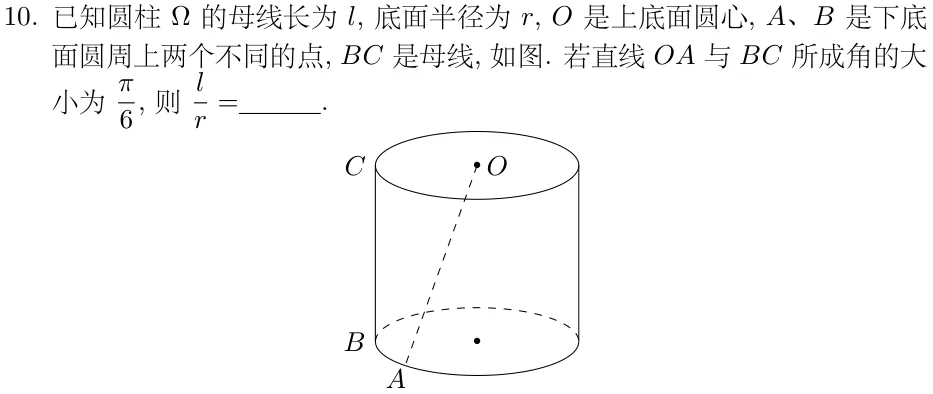 10. 已知圆柱 Ω 的母线长为 l, 底面半径为 r, O 是上底面圆心, A、B 是下底
面圆周上两个不同的点, BC 是母线, 如图. 若直线 OA 与 BC 所成角的大
小为 π/6, 则 l/r =______.
C O
B
A